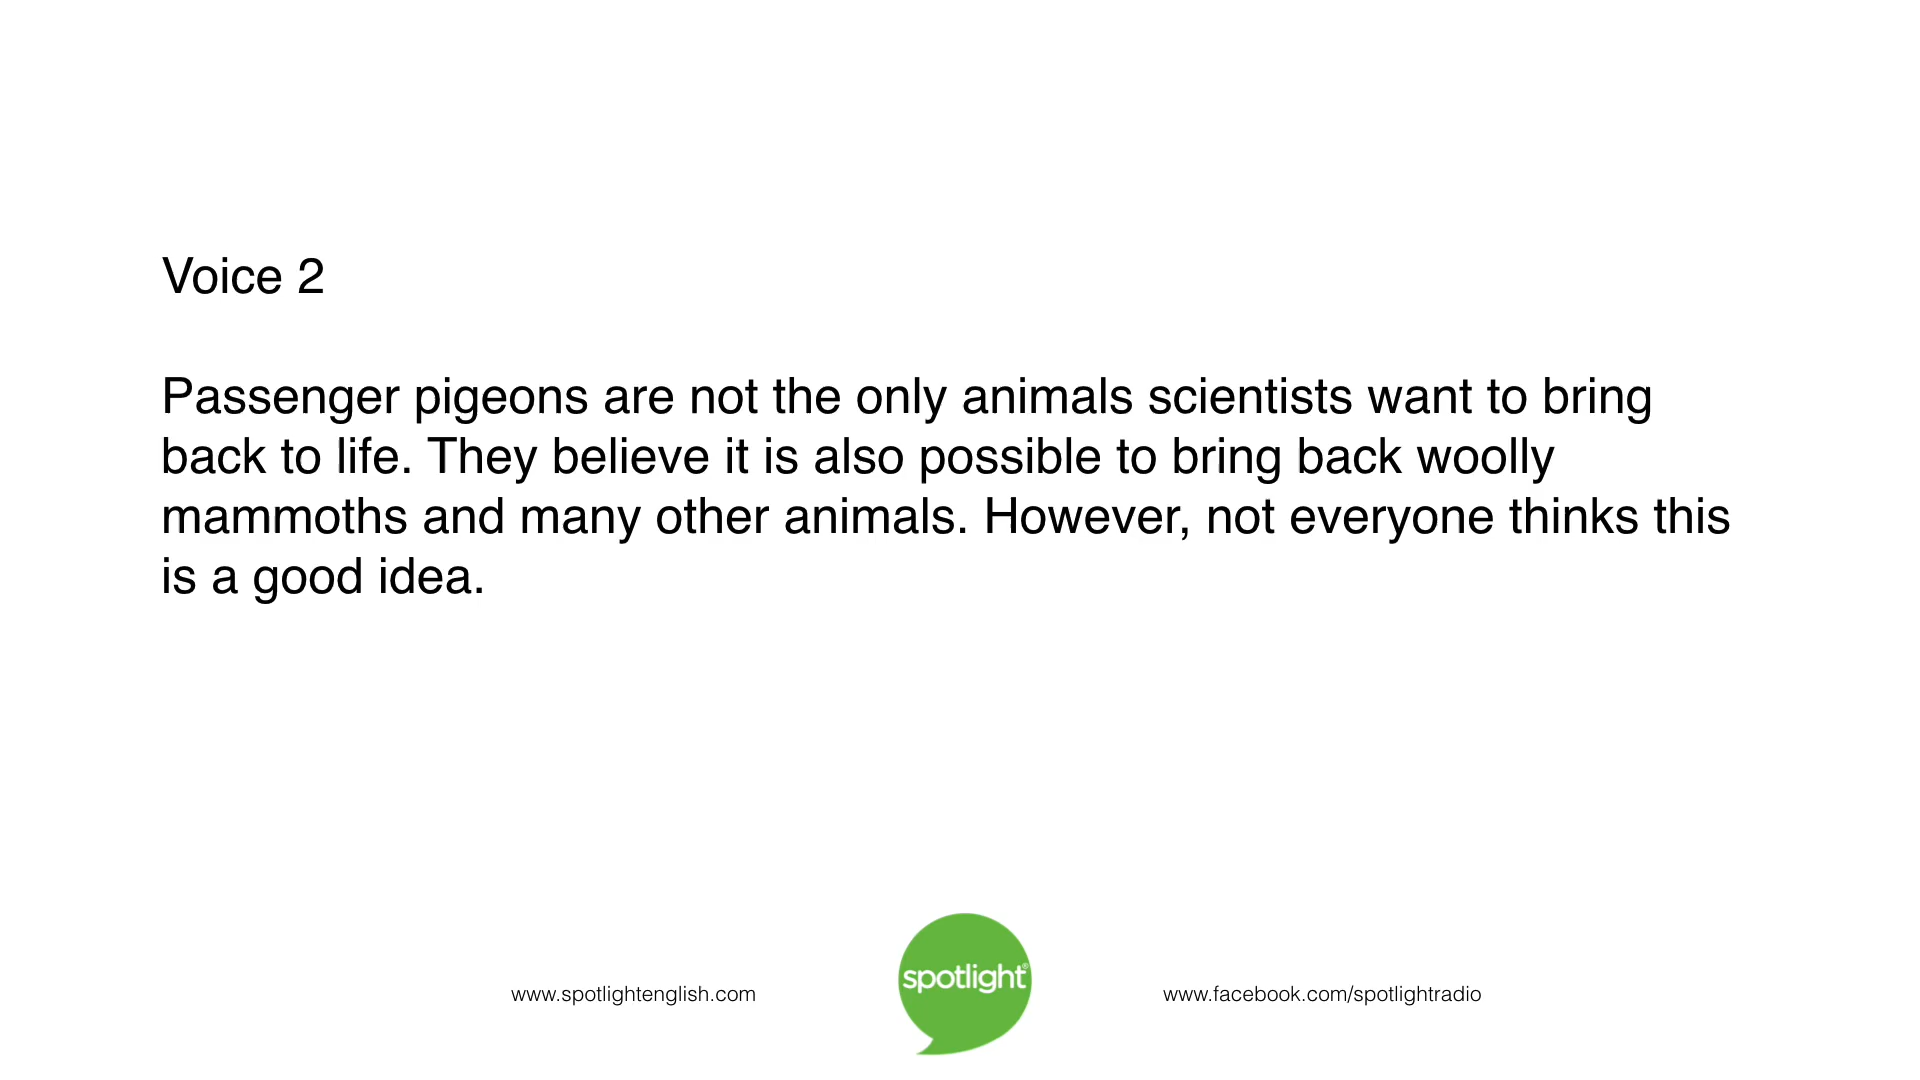 Voice 2
Passenger pigeons are not the only animals scientists want to bring
back to life. They believe it is also possible to bring back woolly
mammoths and many other animals. However, not everyone thinks this
is a good idea.
www.spotlightenglish.com
spotlight®
www.facebook.com/spotlightradio